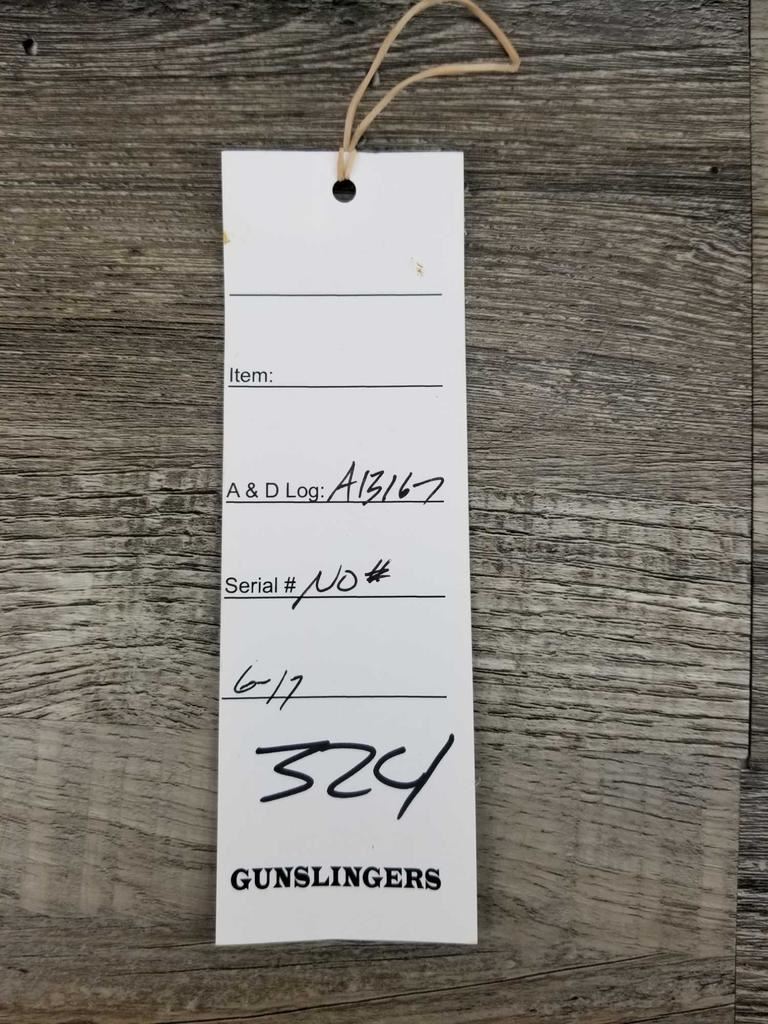 Item:
A & D Log: A13167
Serial # NO #
6-17
324
GUNSLINGERS